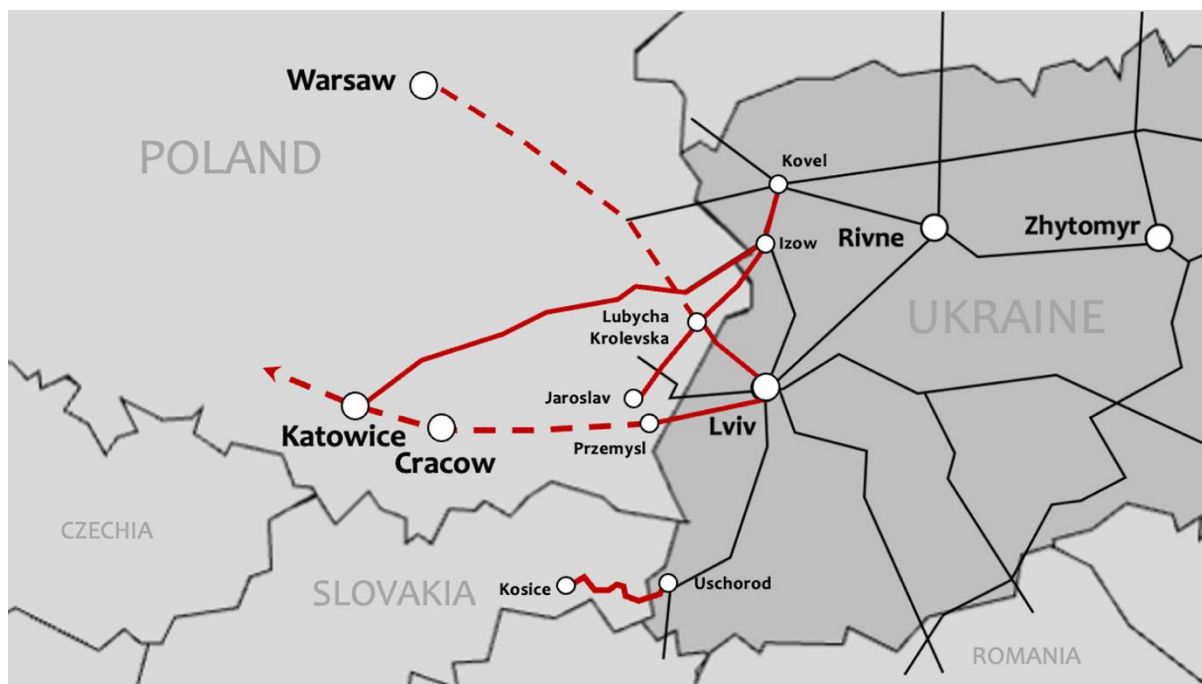 Warsaw
POLAND
Kovel
Izow
Rivne
Zhytomyr
UKRAINE
Lubycha
Krolevska
Jaroslav
Lviv
Katowice
Cracow
Przemysl
CZECHIA
SLOVAKIA
Kosice
Uschorod
ROMANIA